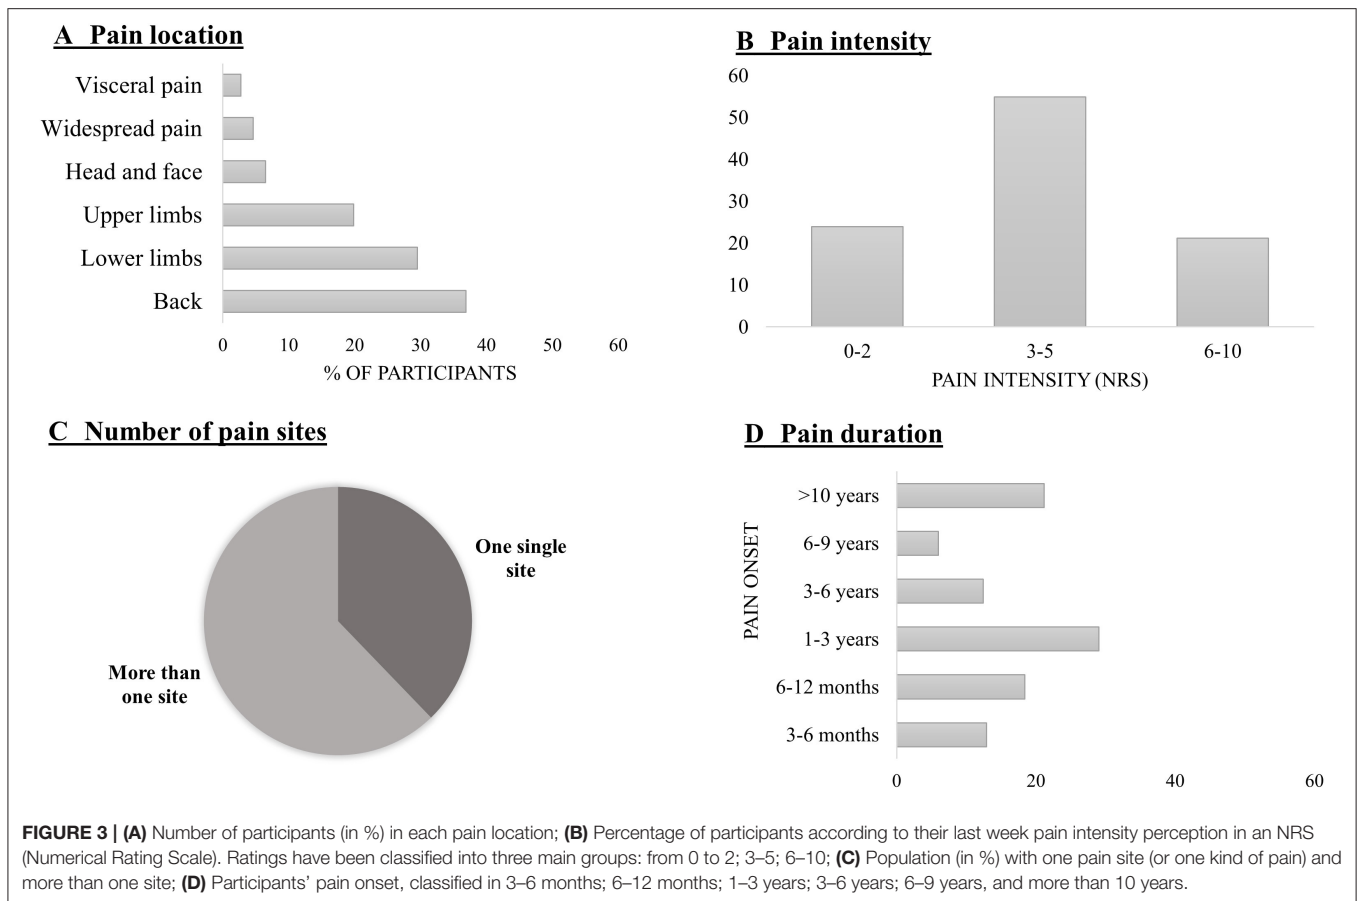 A Pain location
Visceral pain
Widespread pain
Head and face
Upper limbs
Lower limbs
Back
0 10 20 30 40 50 60
% OF PARTICIPANTS
B Pain intensity
60
50
40
30
20
10
0
0-2 3-5 6-10
PAIN INTENSITY (NRS)
C Number of pain sites
One single
site
More than
one site
D Pain duration
PAIN ONSET
>10 years
6-9 years
3-6 years
1-3 years
6-12 months
3-6 months
0 20 40 60
FIGURE 3 | (A) Number of participants (in %) in each pain location; (B) Percentage of participants according to their last week pain intensity perception in an NRS
(Numerical Rating Scale). Ratings have been classified into three main groups: from 0 to 2; 3–5; 6–10; (C) Population (in %) with one pain site (or one kind of pain) and
more than one site; (D) Participants' pain onset, classified in 3–6 months; 6–12 months; 1–3 years; 3–6 years; 6–9 years, and more than 10 years.